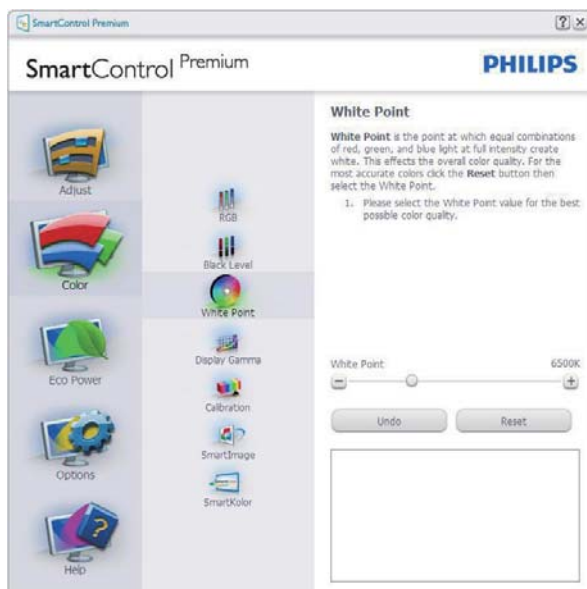 SmartControl Premium
SmartControl Premium
PHILIPS
Adjust
Color
Eco Power
Options
Help
RGB
Black Level
White Point
Display Gamma
Calibration
SmartImage
SmartKolor
White Point
White Point is the point at which equal combinations
of red, green, and blue light at full intensity create
white. This effects the overall color quality. For the
most accurate colors click the Reset button then
select the White Point.
1. Please select the White Point value for the best
possible color quality.
White Point 6500K
Undo Reset